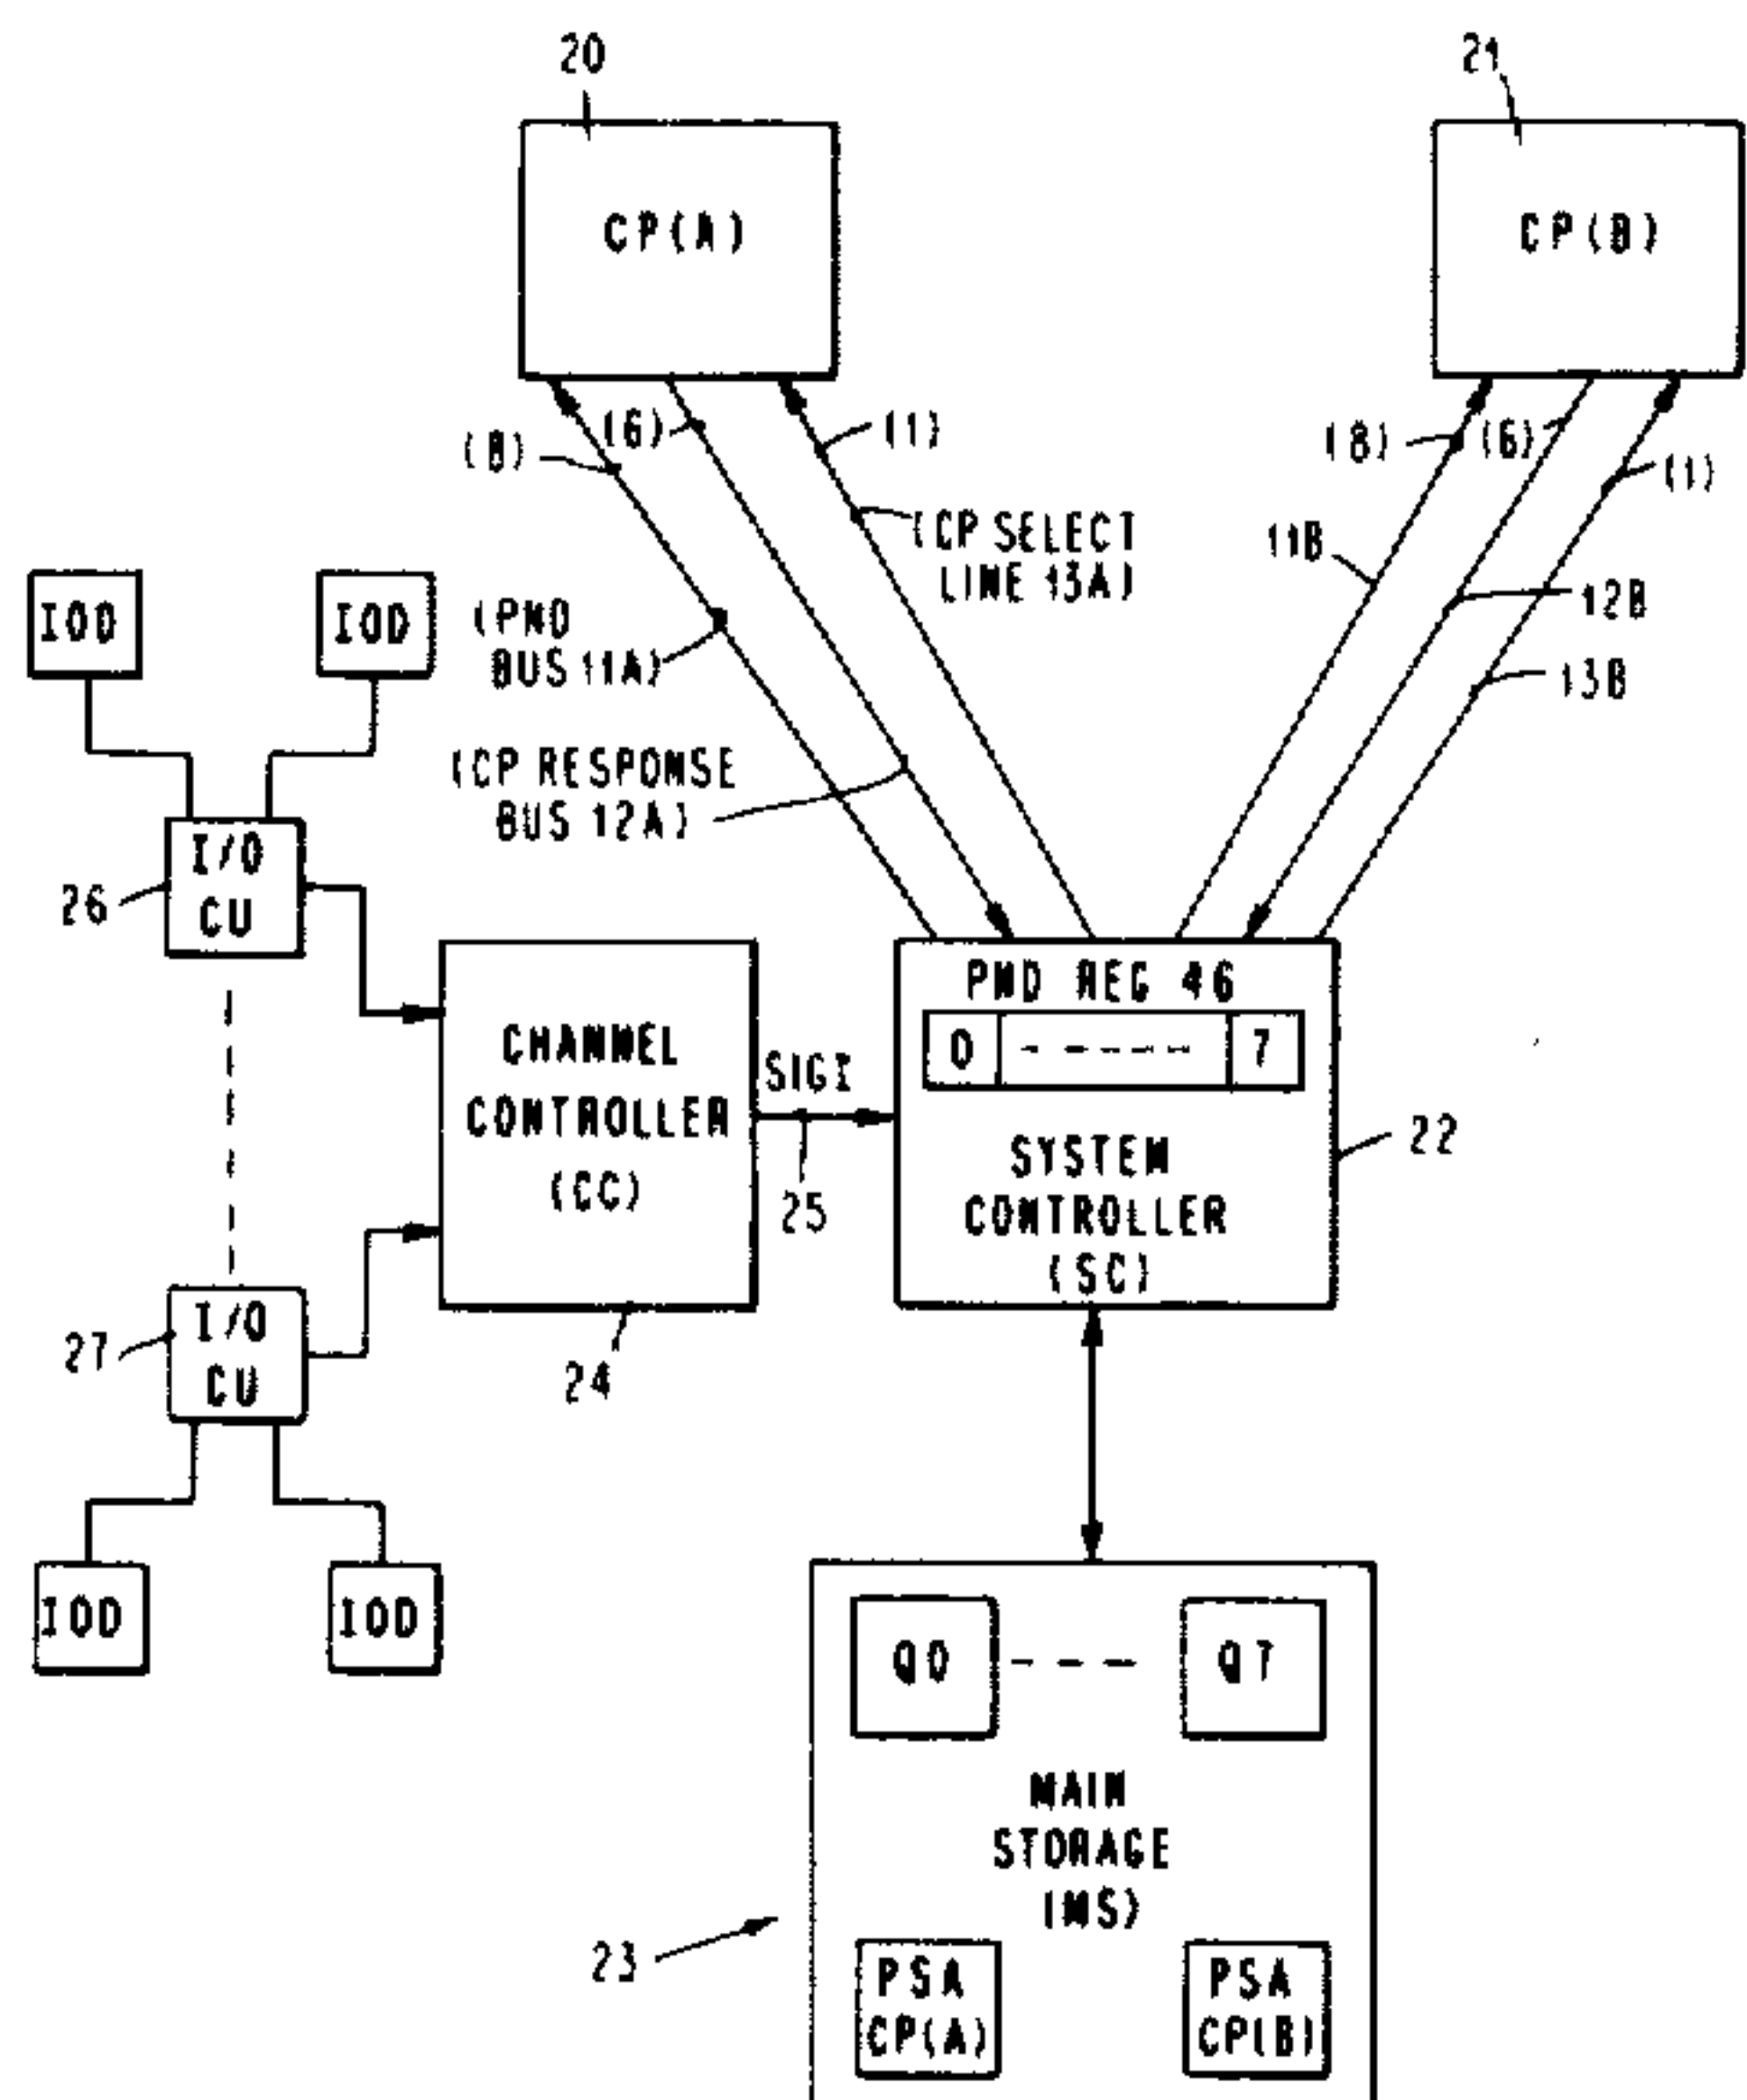 20
21
CP(A)
CP(B)
(8)
(6)
(1)
(8)
(6)
(1)
(CP SELECT
LINE 13A)
11B
12B
13B
IOD
IOD
(PND
BUS 11A)
(CP RESPONSE
BUS 12A)
I/O
CU
26
PND REG 46
0
7
CHANNEL
CONTROLLER
(CC)
SIGI
25
SYSTEM
CONTROLLER
(SC)
22
I/O
CU
27
24
IOD
IOD
Q0
Q7
MAIN
STORAGE
(MS)
23
PSA
CP(A)
PSA
CP(B)